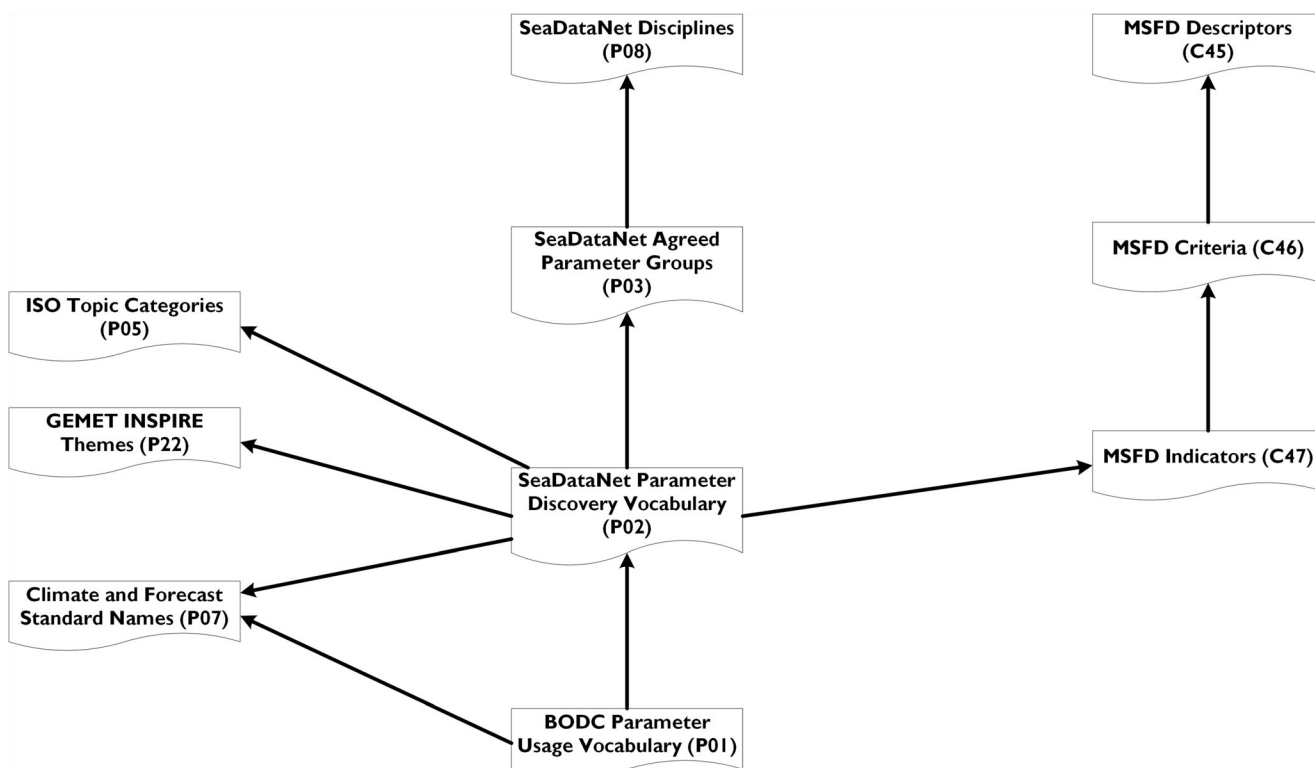 SeaDataNet Disciplines
(P08)
MSFD Descriptors
(C45)
SeaDataNet Agreed
Parameter Groups
(P03)
MSFD Criteria (C46)
ISO Topic Categories
(P05)
GEMET INSPIRE
Themes (P22)
MSFD Indicators (C47)
SeaDataNet Parameter
Discovery Vocabulary
(P02)
Climate and Forecast
Standard Names (P07)
BODC Parameter
Usage Vocabulary (P01)